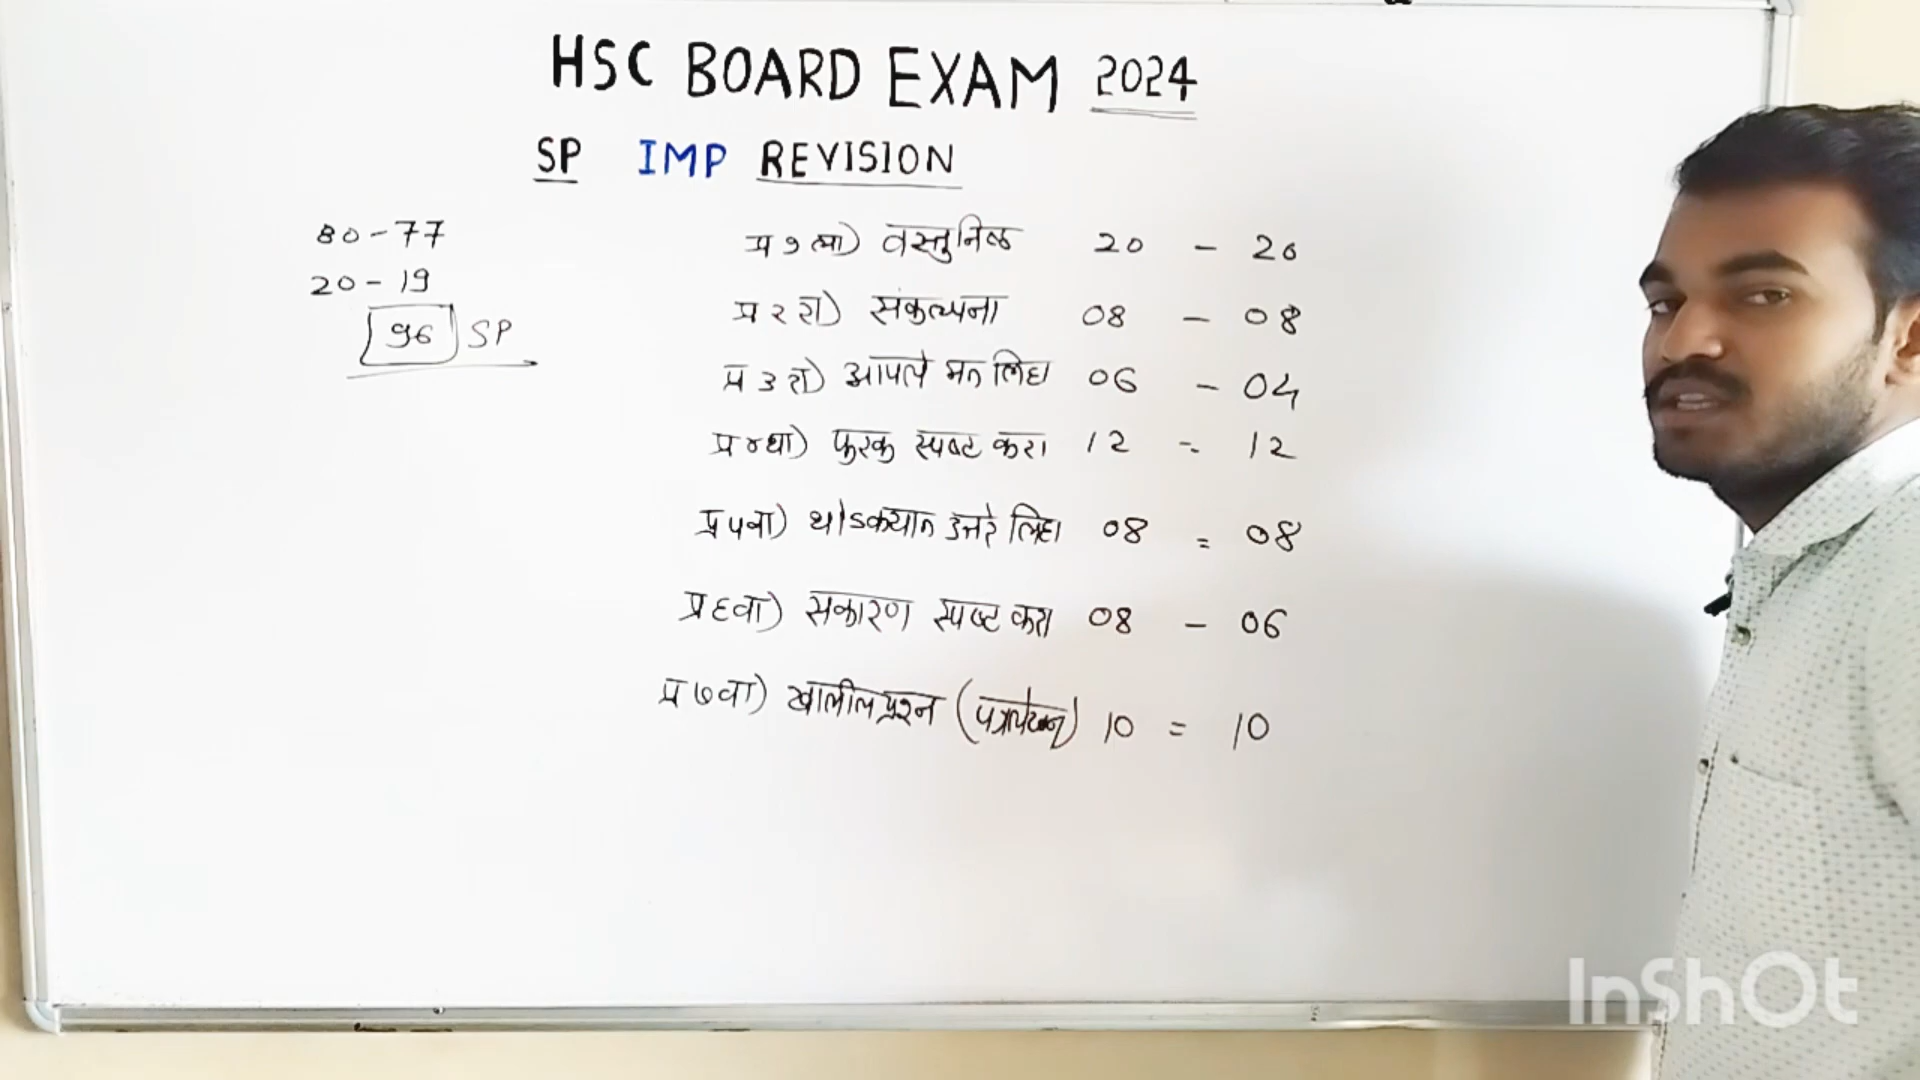 HSC BOARD EXAM 2024
SP IMP REVISION
80 - 77
20 - 19
96 SP
प्र १ ला) वस्तुनिष्ठ 20 - 20
प्र २ रा) संकल्पना 08 - 08
प्र 3 रा) आपले मत लिहा 06 - 04
प्र ४था) फरक स्पष्ट करा 12 - 12
प्र ५वा) थोडक्यात उत्तरे लिहा 08 = 08
प्र ६वा) सकारण स्पष्ट करा 08 - 06
प्र ७वा) खालील प्रश्न (पत्रलेखन) 10 = 10
InShOt